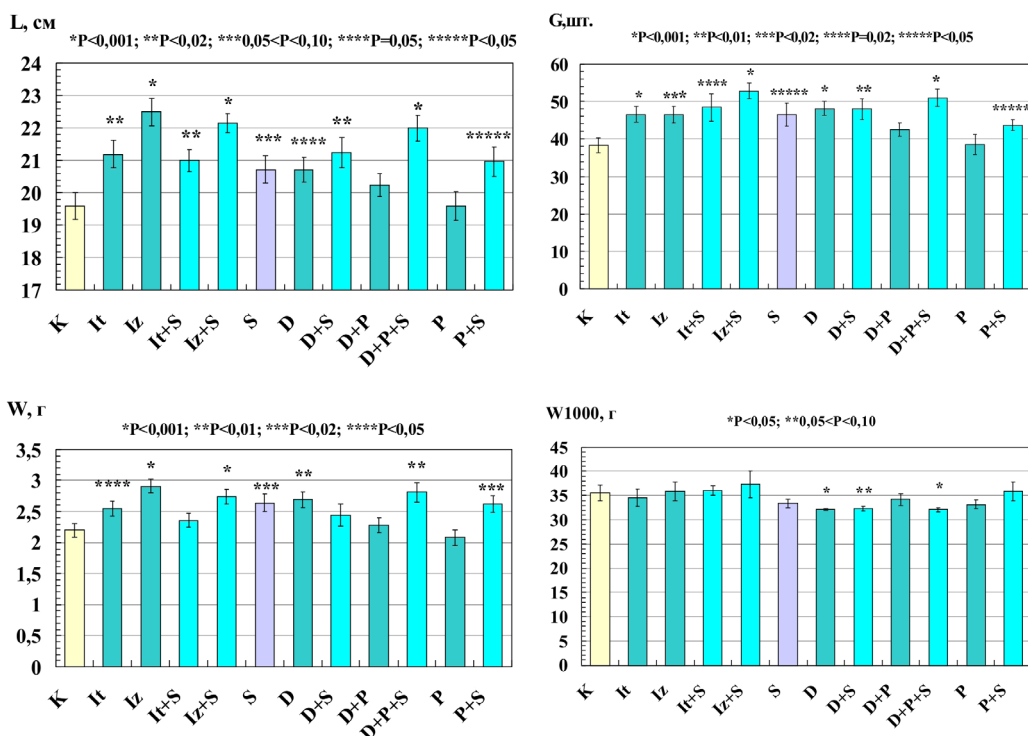 L, см
*P<0,001; **P<0,02; ***0,05<P<0,10; ****P=0,05; *****P<0,05
23
22
21
20
19
18
17
** * ** * *** **** ** * *****
K It Iz It+S Iz+S S D D+S D+P D+P+S P P+S
G,шт.
*P<0,001; **P<0,01; ***P<0,02; ****P=0,02; *****P<0,05
60
50
40
30
20
10
0
* *** **** * ***** * ** * *****
K It Iz It+S Iz+S S D D+S D+P D+P+S P P+S
W, г
*P<0,001; **P<0,01; ***P<0,02; ****P<0,05
3,5
3
2,5
2
1,5
1
0,5
0
**** * * *** ** ** ***
K It Iz It+S Iz+S S D D+S D+P D+P+S P P+S
W1000, г
*P<0,05; **0,05<P<0,10
45
40
35
30
25
20
15
10
5
0
* ** *
K It Iz It+S Iz+S S D D+S D+P D+P+S P P+S